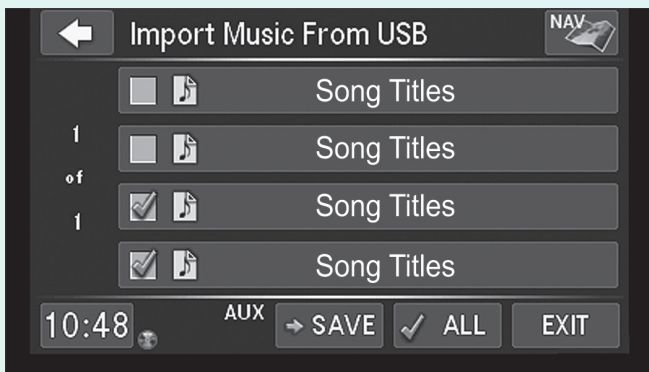 Import Music From USB
NAV
Song Titles
1
Song Titles
of
Song Titles
1
Song Titles
10:48
AUX
SAVE
ALL
EXIT